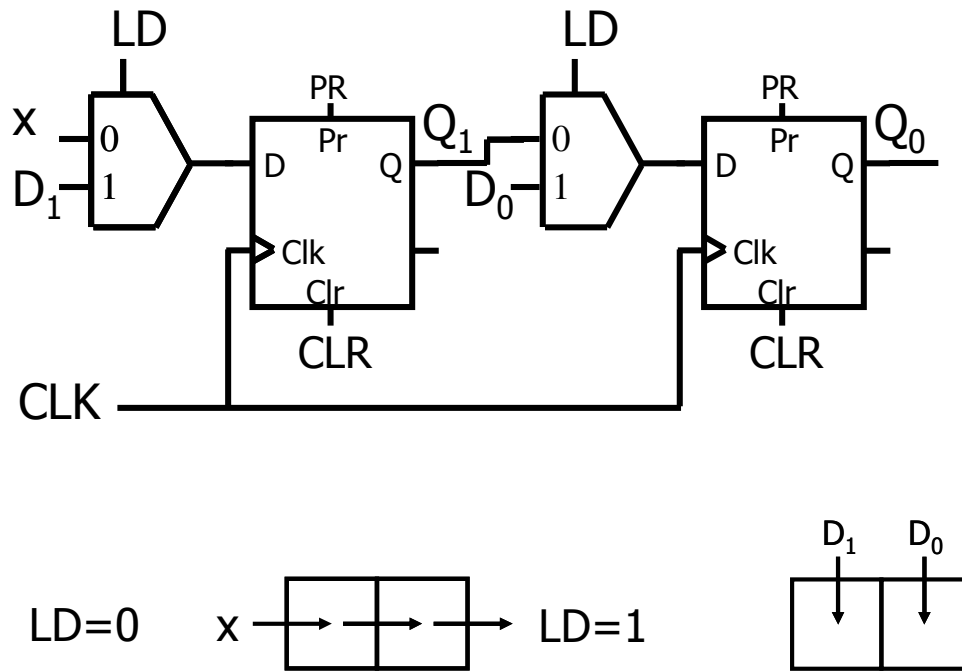 LD LD
PR PR
x 0 Pr Q₁ 0 Pr Q₀
D Q D Q
D₁ 1 D₀ 1
Clk Clk
Clr Clr
CLR CLR
CLK
D₁ D₀
LD=0 x LD=1